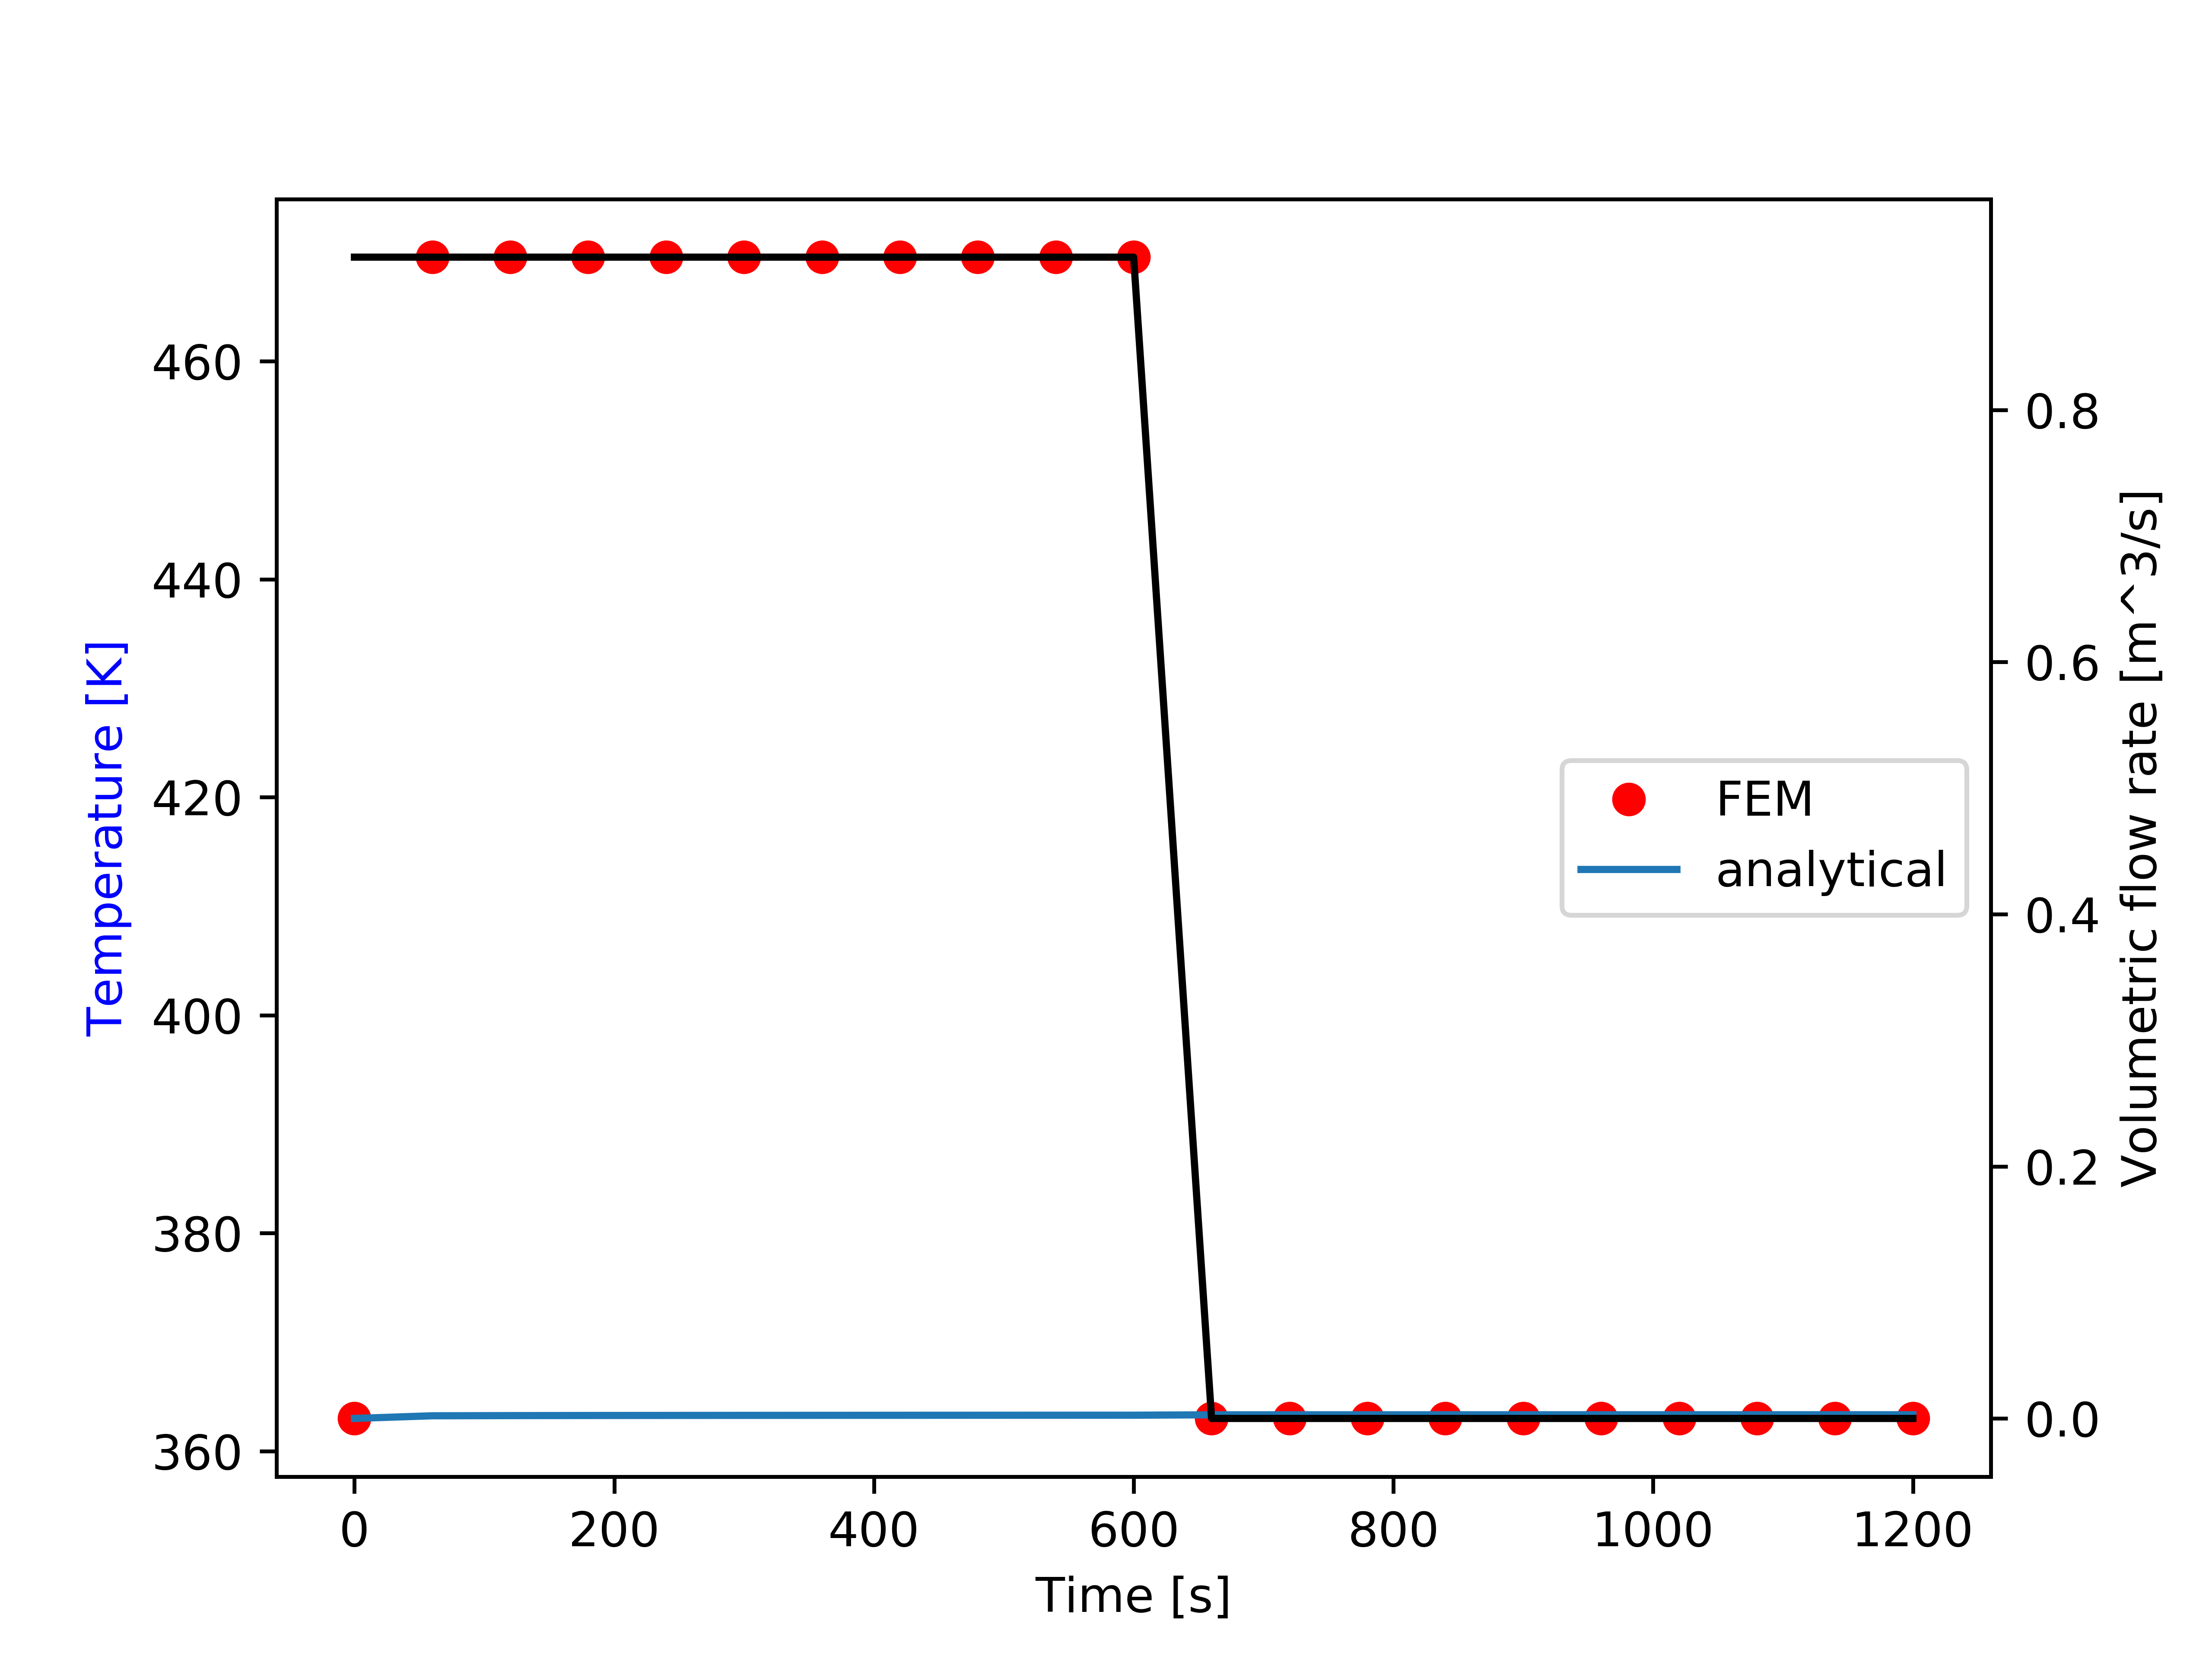 460
440
420
400
380
360
Temperature [K]
0.8
0.6
0.4
0.2
0.0
Volumetric flow rate [m^3/s]
FEM
analytical
0 200 400 600 800 1000 1200
Time [s]